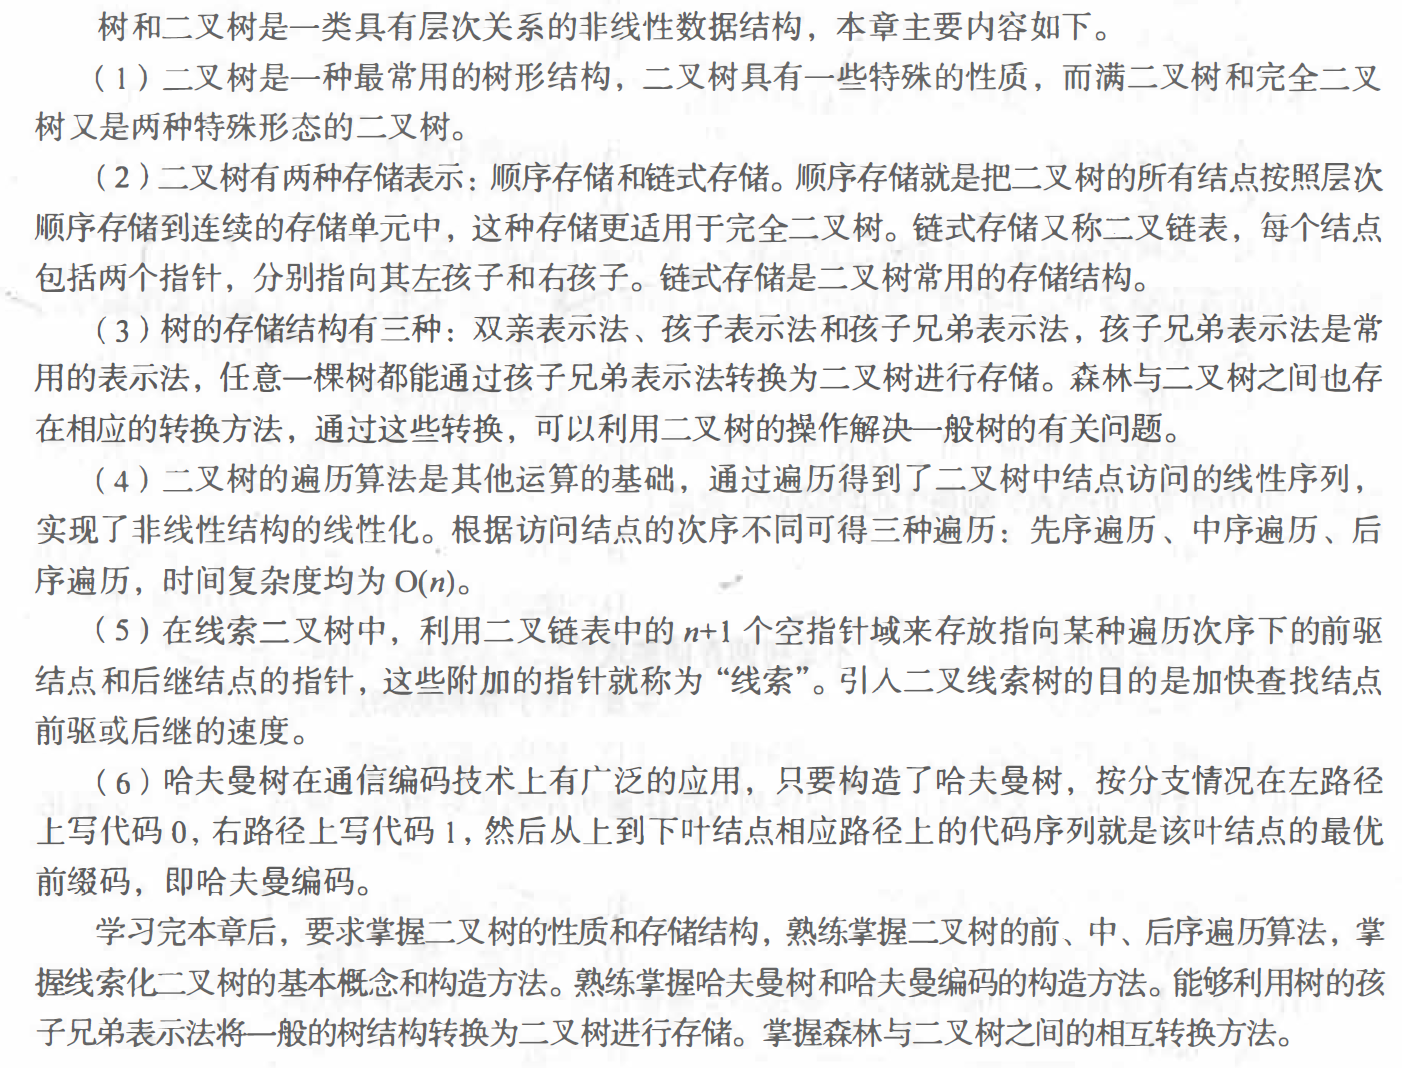 树和二叉树是一类具有层次关系的非线性数据结构，本章主要内容如下。
（1）二叉树是一种最常用的树形结构，二叉树具有一些特殊的性质，而满二叉树和完全二叉
树又是两种特殊形态的二叉树。
（2）二叉树有两种存储表示：顺序存储和链式存储。顺序存储就是把二叉树的所有结点按照层次
顺序存储到连续的存储单元中，这种存储更适用于完全二叉树。链式存储又称二叉链表，每个结点
包括两个指针，分别指向其左孩子和右孩子。链式存储是二叉树常用的存储结构。
（3）树的存储结构有三种：双亲表示法、孩子表示法和孩子兄弟表示法，孩子兄弟表示法是常
用的表示法，任意一棵树都能通过孩子兄弟表示法转换为二叉树进行存储。森林与二叉树之间也存
在相应的转换方法，通过这些转换，可以利用二叉树的操作解决一般树的有关问题。
（4）二叉树的遍历算法是其他运算的基础，通过遍历得到了二叉树中结点访问的线性序列，
实现了非线性结构的线性化。根据访问结点的次序不同可得三种遍历：先序遍历、中序遍历、后
序遍历，时间复杂度均为 O(n)。
（5）在线索二叉树中，利用二叉链表中的 n+1 个空指针域来存放指向某种遍历次序下的前驱
结点和后继结点的指针，这些附加的指针就称为“线索”。引入二叉线索树的目的是加快查找结点
前驱或后继的速度。
（6）哈夫曼树在通信编码技术上有广泛的应用，只要构造了哈夫曼树，按分支情况在左路径
上写代码 0，右路径上写代码 1，然后从上到下叶结点相应路径上的代码序列就是该叶结点的最优
前缀码，即哈夫曼编码。
学习完本章后，要求掌握二叉树的性质和存储结构，熟练掌握二叉树的前、中、后序遍历算法，掌
握线索化二叉树的基本概念和构造方法。熟练掌握哈夫曼树和哈夫曼编码的构造方法。能够利用树的孩
子兄弟表示法将一般的树结构转换为二叉树进行存储。掌握森林与二叉树之间的相互转换方法。